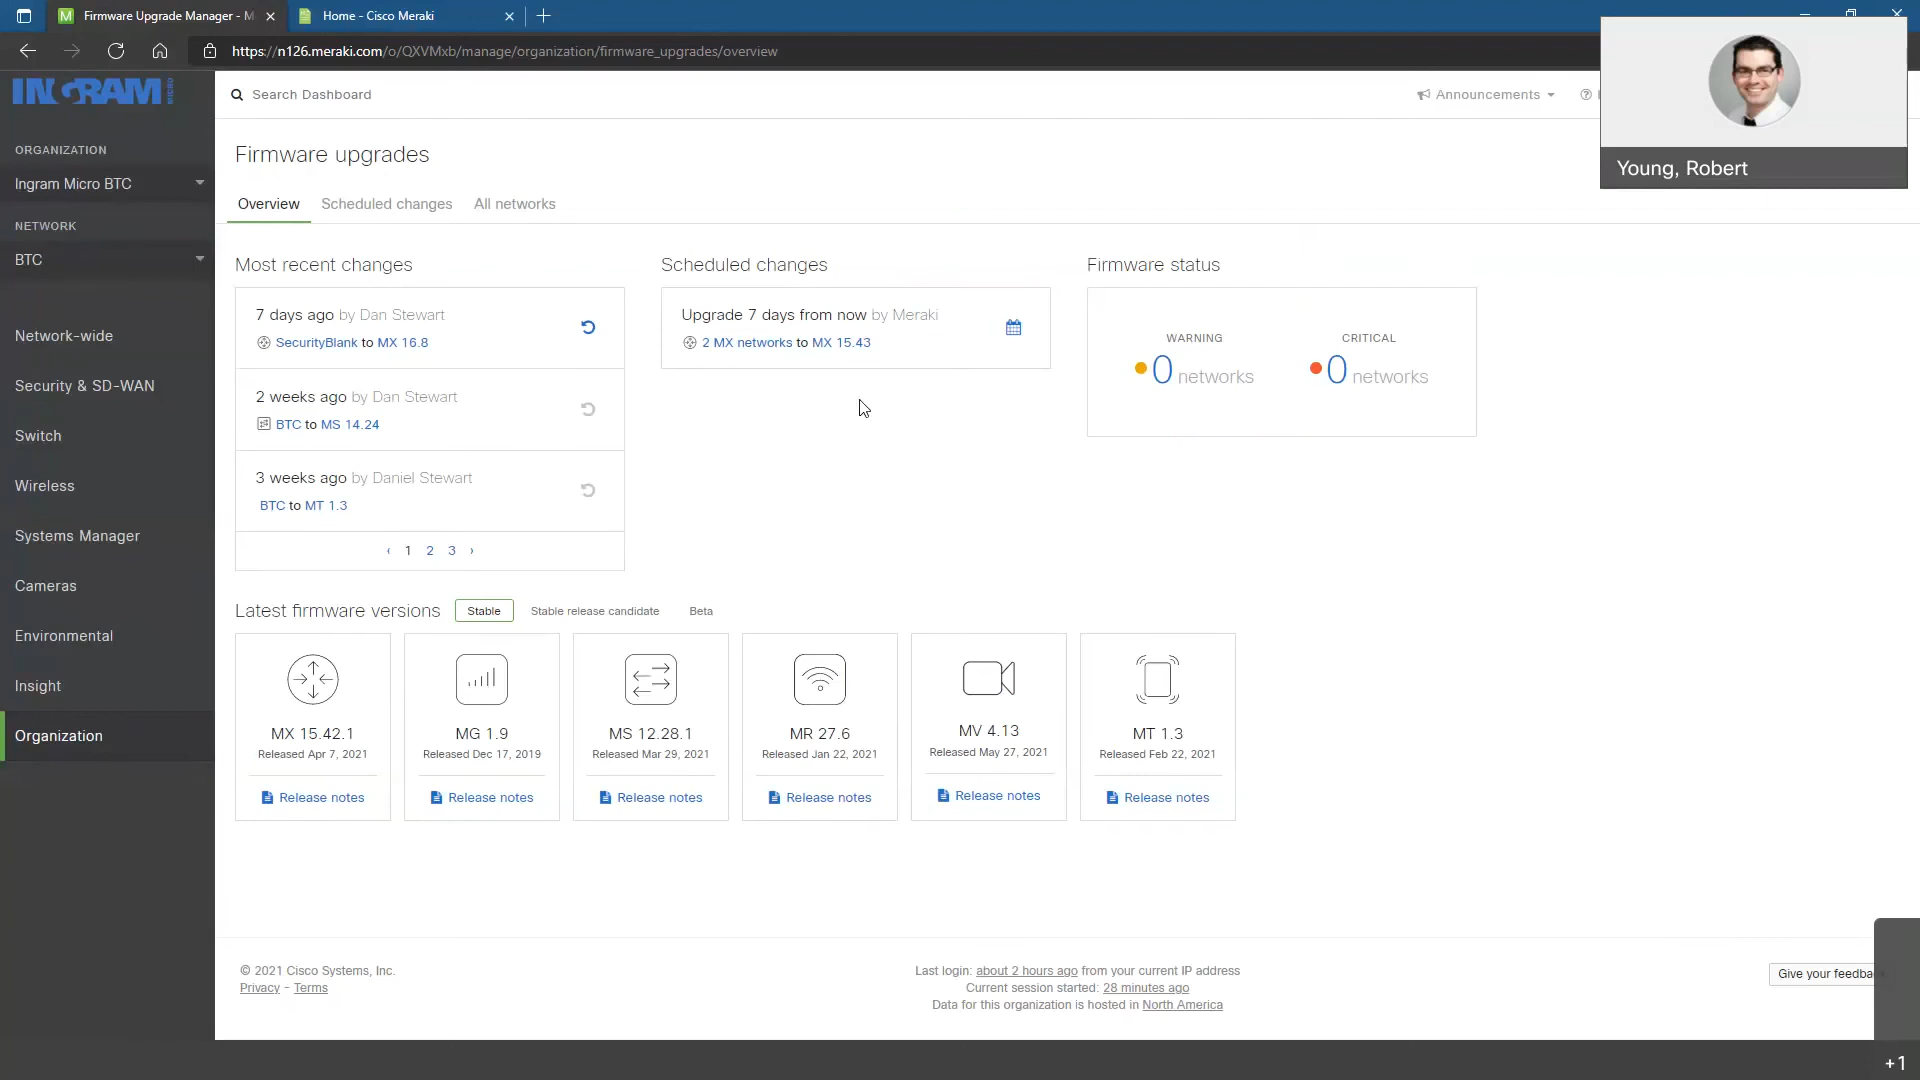 M Firmware Upgrade Manager - M
Home - Cisco Meraki
https://n126.meraki.com/o/QXVMxb/manage/organization/firmware_upgrades/overview
INGRAM MICRO
Search Dashboard
Announcements
Young, Robert
ORGANIZATION
Ingram Micro BTC
NETWORK
BTC
Network-wide
Security & SD-WAN
Switch
Wireless
Systems Manager
Cameras
Environmental
Insight
Organization
Firmware upgrades
Overview
Scheduled changes
All networks
Most recent changes
7 days ago by Dan Stewart
SecurityBlank to MX 16.8
2 weeks ago by Dan Stewart
BTC to MS 14.24
3 weeks ago by Daniel Stewart
BTC to MT 1.3
‹ 1 2 3 ›
Scheduled changes
Upgrade 7 days from now by Meraki
2 MX networks to MX 15.43
Firmware status
WARNING
0 networks
CRITICAL
0 networks
Latest firmware versions
Stable
Stable release candidate
Beta
MX 15.42.1
Released Apr 7, 2021
Release notes
MG 1.9
Released Dec 17, 2019
Release notes
MS 12.28.1
Released Mar 29, 2021
Release notes
MR 27.6
Released Jan 22, 2021
Release notes
MV 4.13
Released May 27, 2021
Release notes
MT 1.3
Released Feb 22, 2021
Release notes
© 2021 Cisco Systems, Inc.
Privacy - Terms
Last login: about 2 hours ago from your current IP address
Current session started: 28 minutes ago
Data for this organization is hosted in North America
Give your feedba
+1